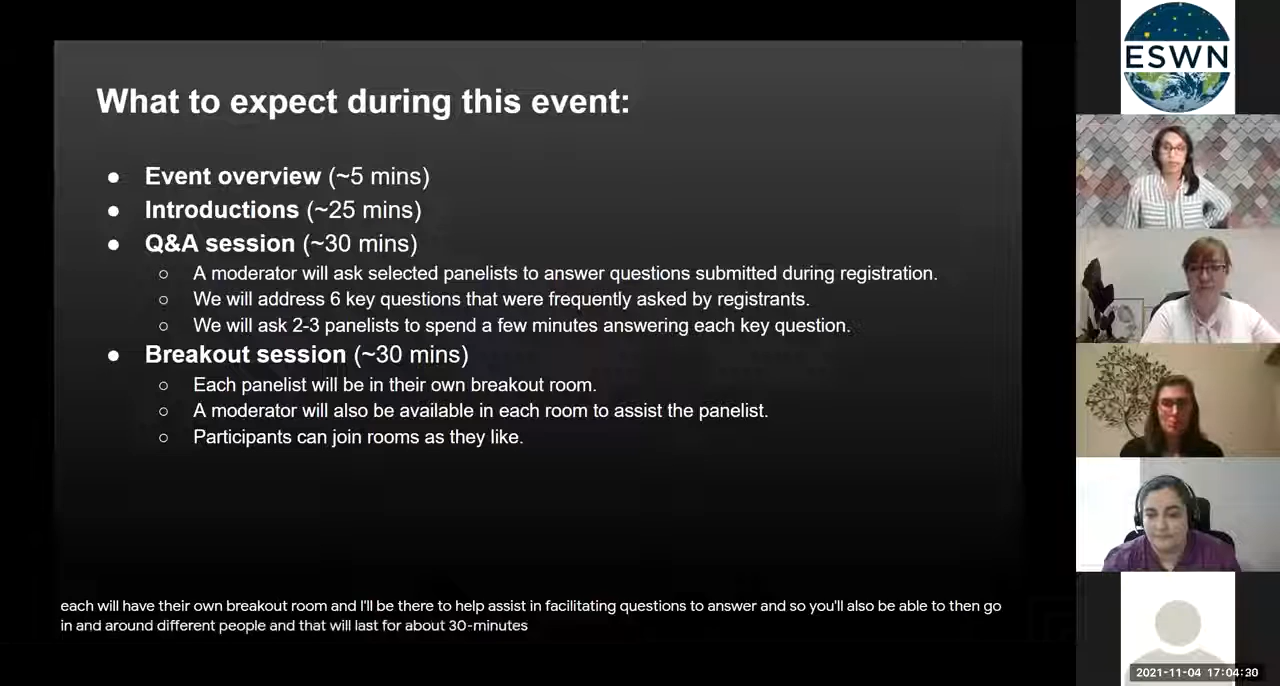 What to expect during this event:
● Event overview (~5 mins)
● Introductions (~25 mins)
● Q&A session (~30 mins)
○ A moderator will ask selected panelists to answer questions submitted during registration.
○ We will address 6 key questions that were frequently asked by registrants.
○ We will ask 2-3 panelists to spend a few minutes answering each key question.
● Breakout session (~30 mins)
○ Each panelist will be in their own breakout room.
○ A moderator will also be available in each room to assist the panelist.
○ Participants can join rooms as they like.
each will have their own breakout room and I'll be there to help assist in facilitating questions to answer and so you'll also be able to then go
in and around different people and that will last for about 30-minutes
ESWN
2021-11-04 17:04:30